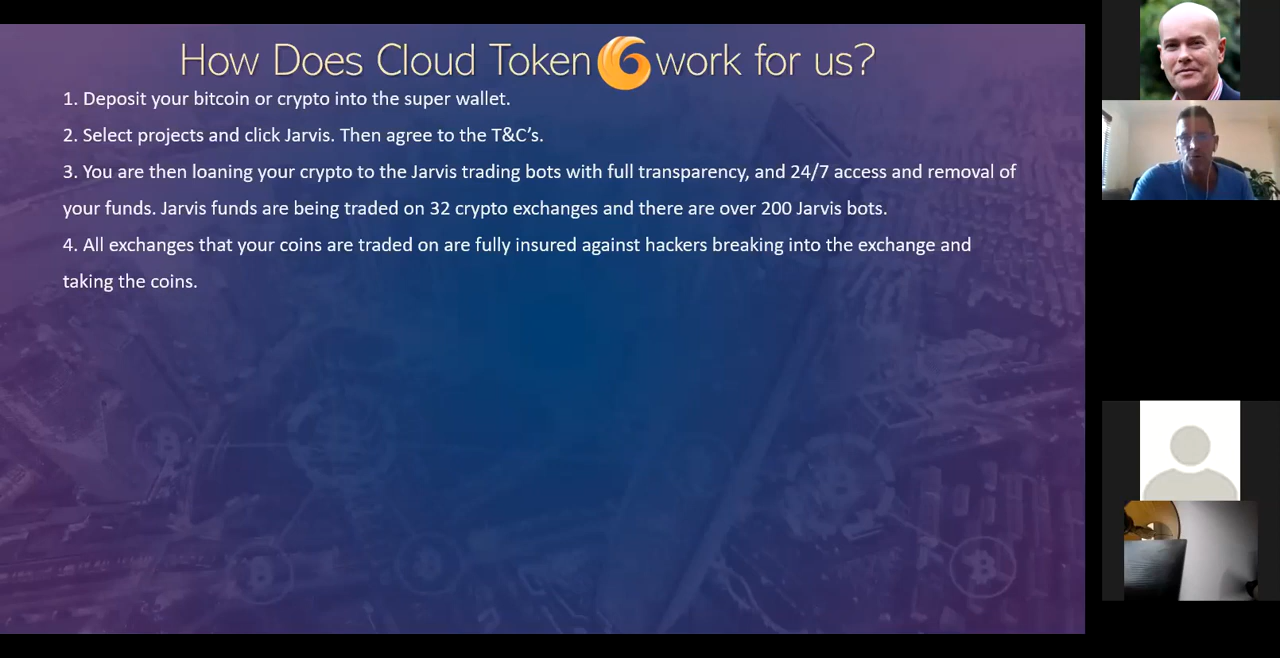 How Does Cloud Token work for us?
1. Deposit your bitcoin or crypto into the super wallet.
2. Select projects and click Jarvis. Then agree to the T&C’s.
3. You are then loaning your crypto to the Jarvis trading bots with full transparency, and 24/7 access and removal of
your funds. Jarvis funds are being traded on 32 crypto exchanges and there are over 200 Jarvis bots.
4. All exchanges that your coins are traded on are fully insured against hackers breaking into the exchange and
taking the coins.